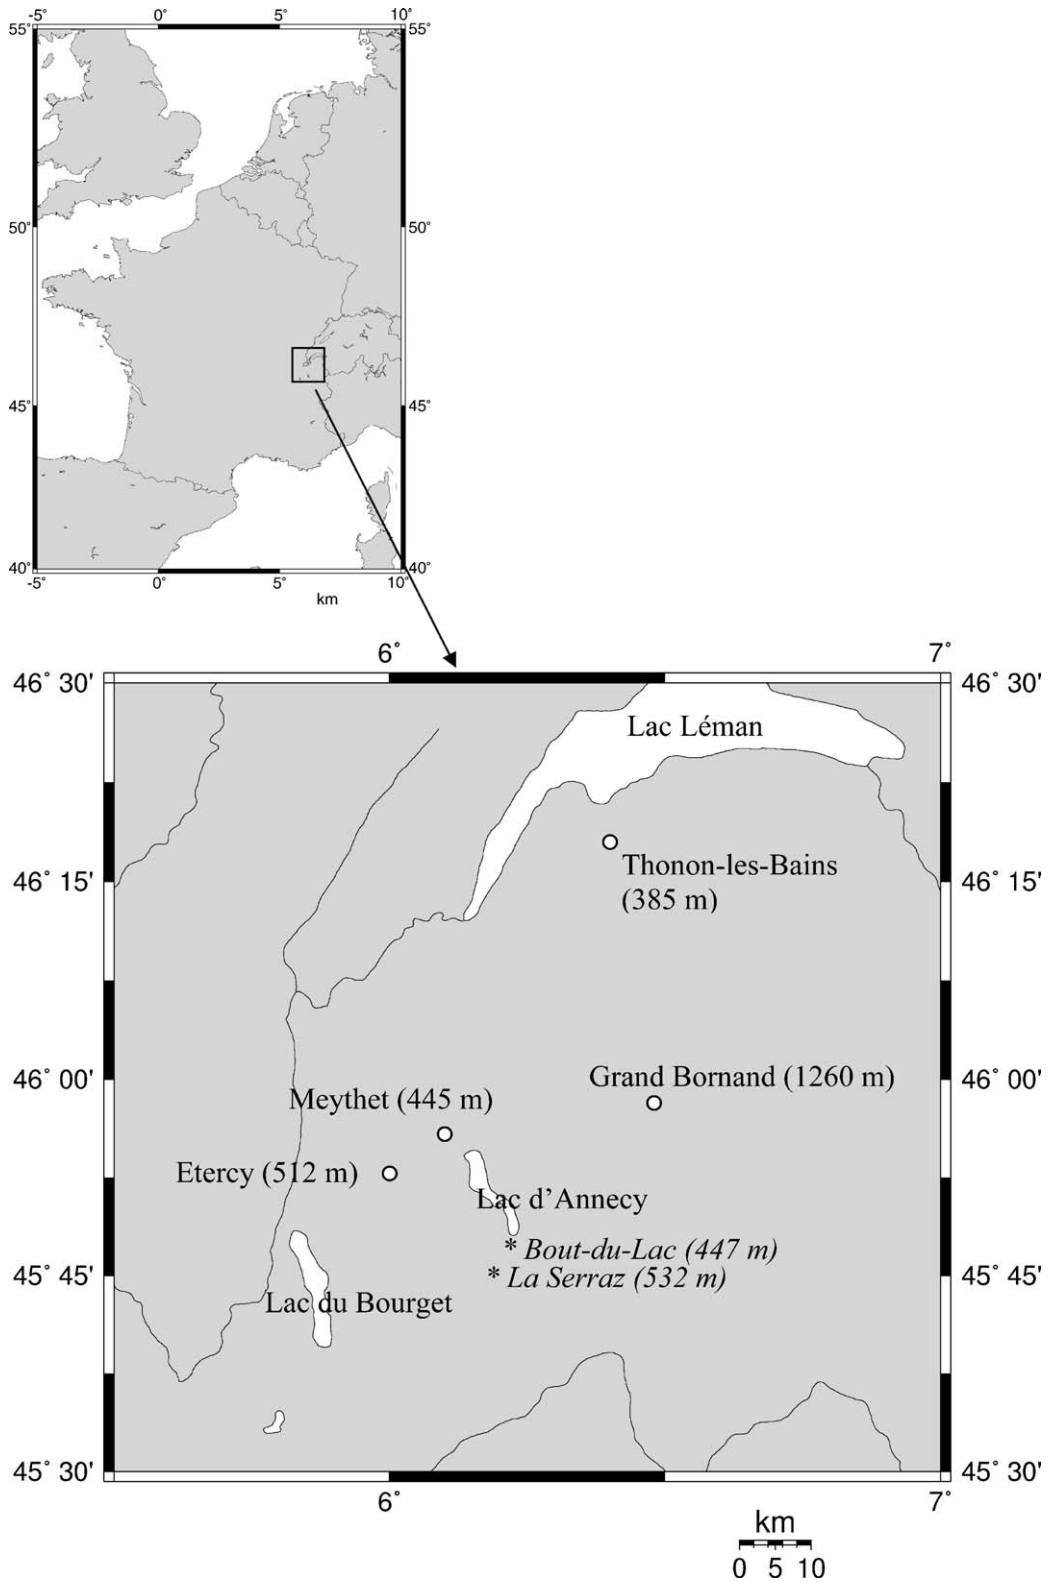 -5° 0° 5° 10°
55° 55°
50° 50°
45° 45°
40° 40°
-5° 0° 5° 10°
km
6° 7°
46° 30' 46° 30'
Lac Léman
Thonon-les-Bains
46° 15' 46° 15'
(385 m)
46° 00' 46° 00'
Grand Bornand (1260 m)
Meythet (445 m)
Etercy (512 m)
Lac d’Annecy
* Bout-du-Lac (447 m)
45° 45' 45° 45'
* La Serraz (532 m)
Lac du Bourget
45° 30' 45° 30'
6° 7°
km
0 5 10